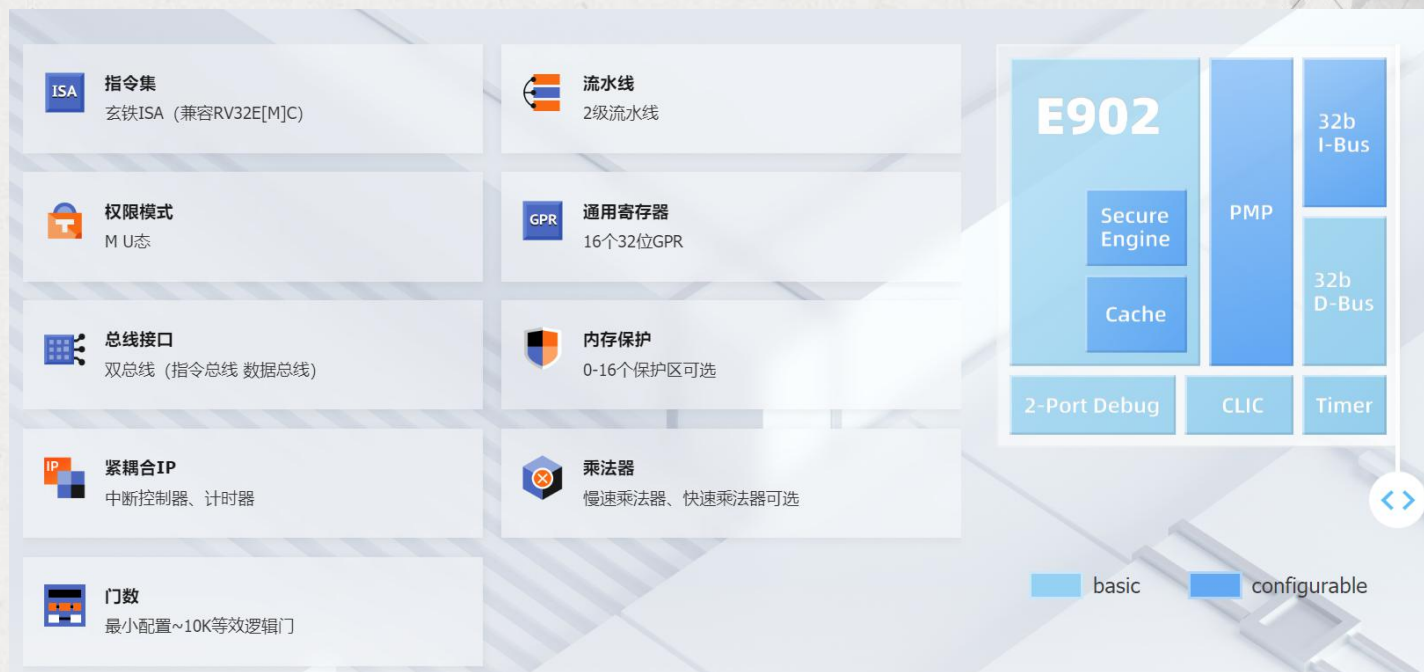 ISA
指令集
玄铁ISA (兼容RV32E[M]C)
流水线
2级流水线
权限模式
M U态
GPR
通用寄存器
16个32位GPR
总线接口
双总线 (指令总线 数据总线)
内存保护
0-16个保护区可选
IP
紧耦合IP
中断控制器、计时器
乘法器
慢速乘法器、快速乘法器可选
门数
最小配置~10K等效逻辑门
E902
Secure
Engine
Cache
PMP
32b
I-Bus
32b
D-Bus
2-Port Debug
CLIC
Timer
basic
configurable